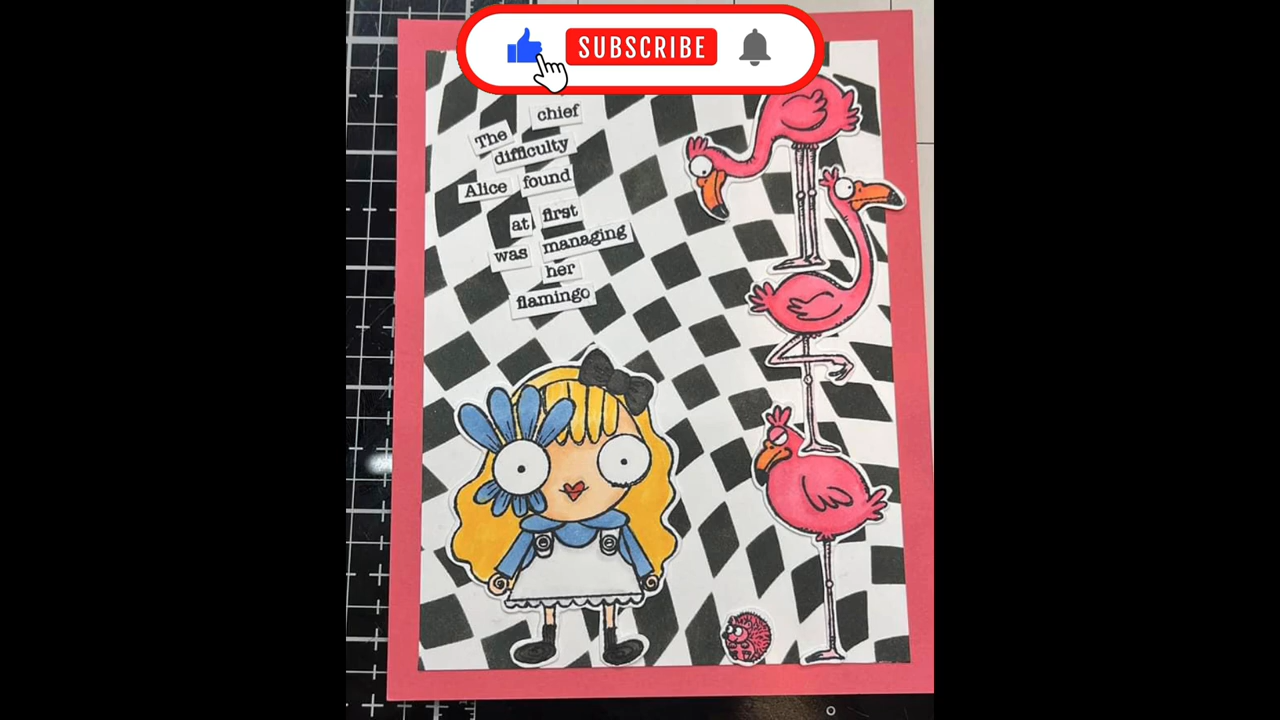 SUBSCRIBE
chief
The
difficulty
Alice found
at first
was managing
her
flamingo